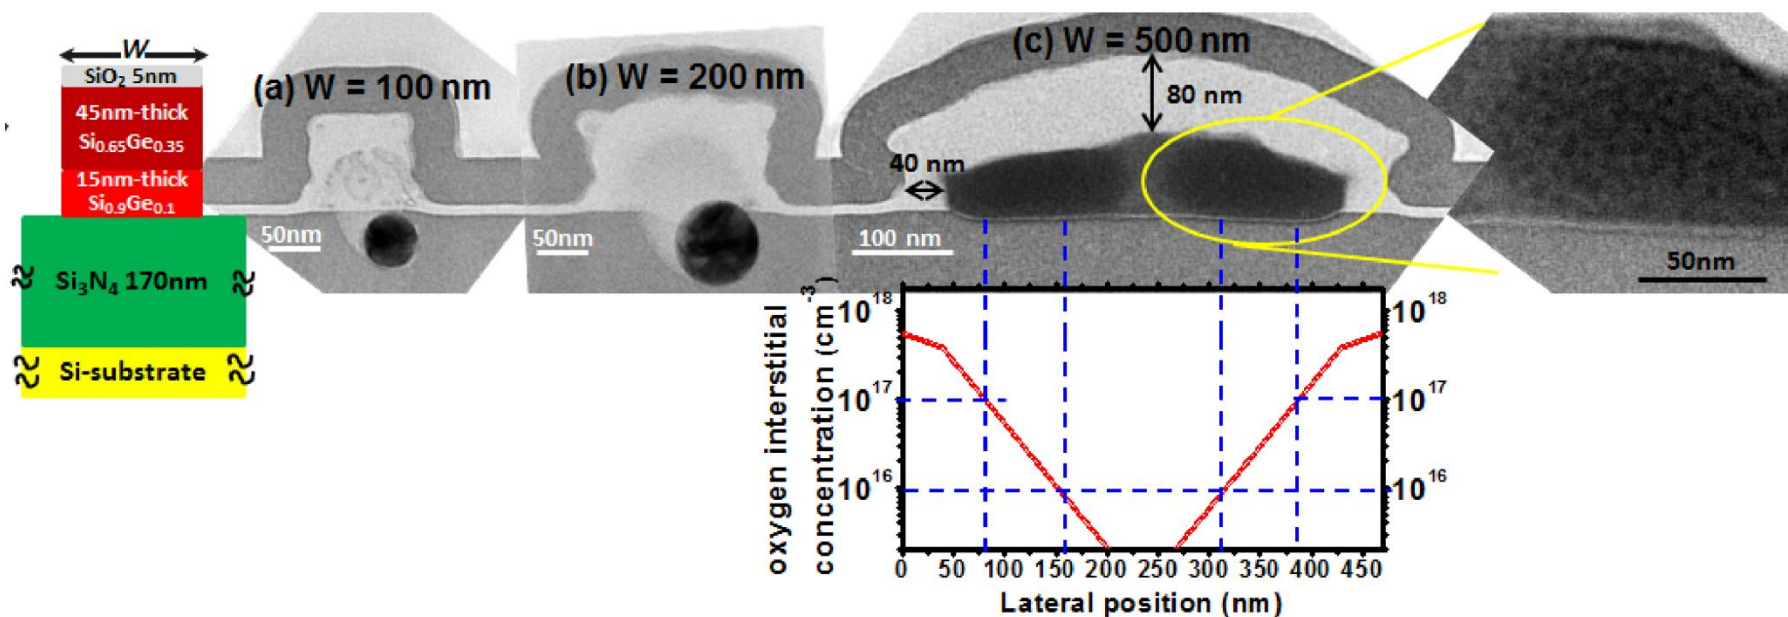 W
SiO2 5nm
45nm-thick
Si0.65Ge0.35
15nm-thick
Si0.9Ge0.1
Si3N4 170nm
Si-substrate
(a) W = 100 nm
50nm
(b) W = 200 nm
50nm
(c) W = 500 nm
80 nm
40 nm
100 nm
50nm
oxygen interstitial
concentration (cm-3)
10^18
10^17
10^16
10^18
10^17
10^16
0 50 100 150 200 250 300 350 400 450
Lateral position (nm)